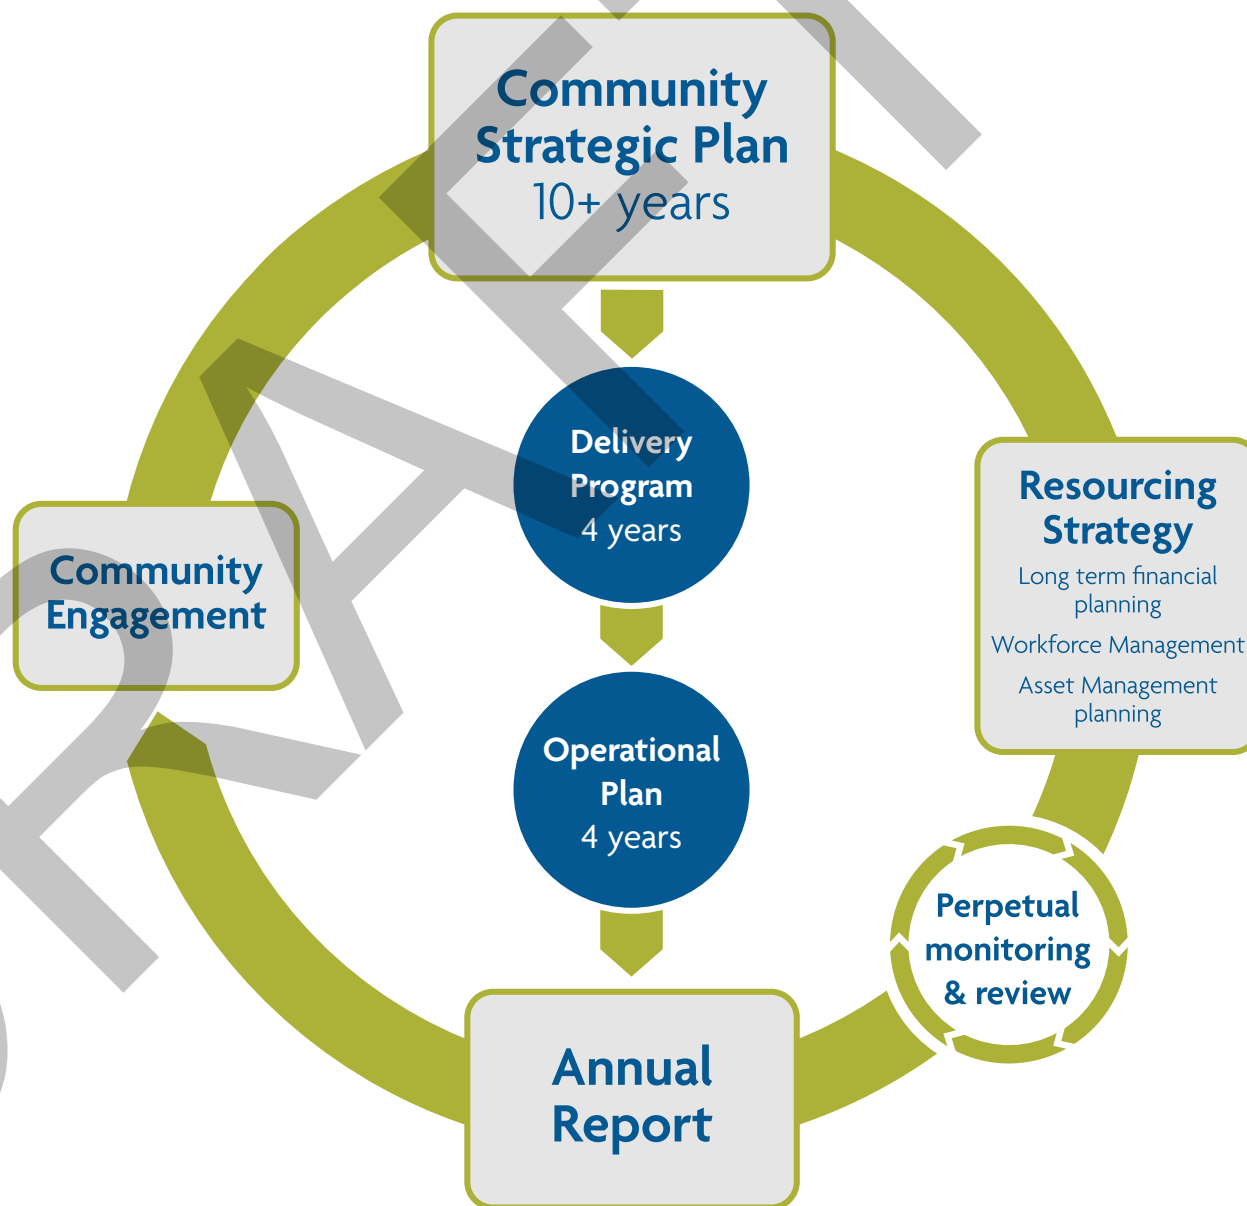 Community
Strategic Plan
10+ years
Delivery
Program
4 years
Community
Engagement
Resourcing
Strategy
Long term financial
planning
Workforce Management
Asset Management
planning
Operational
Plan
4 years
Perpetual
monitoring
& review
Annual
Report